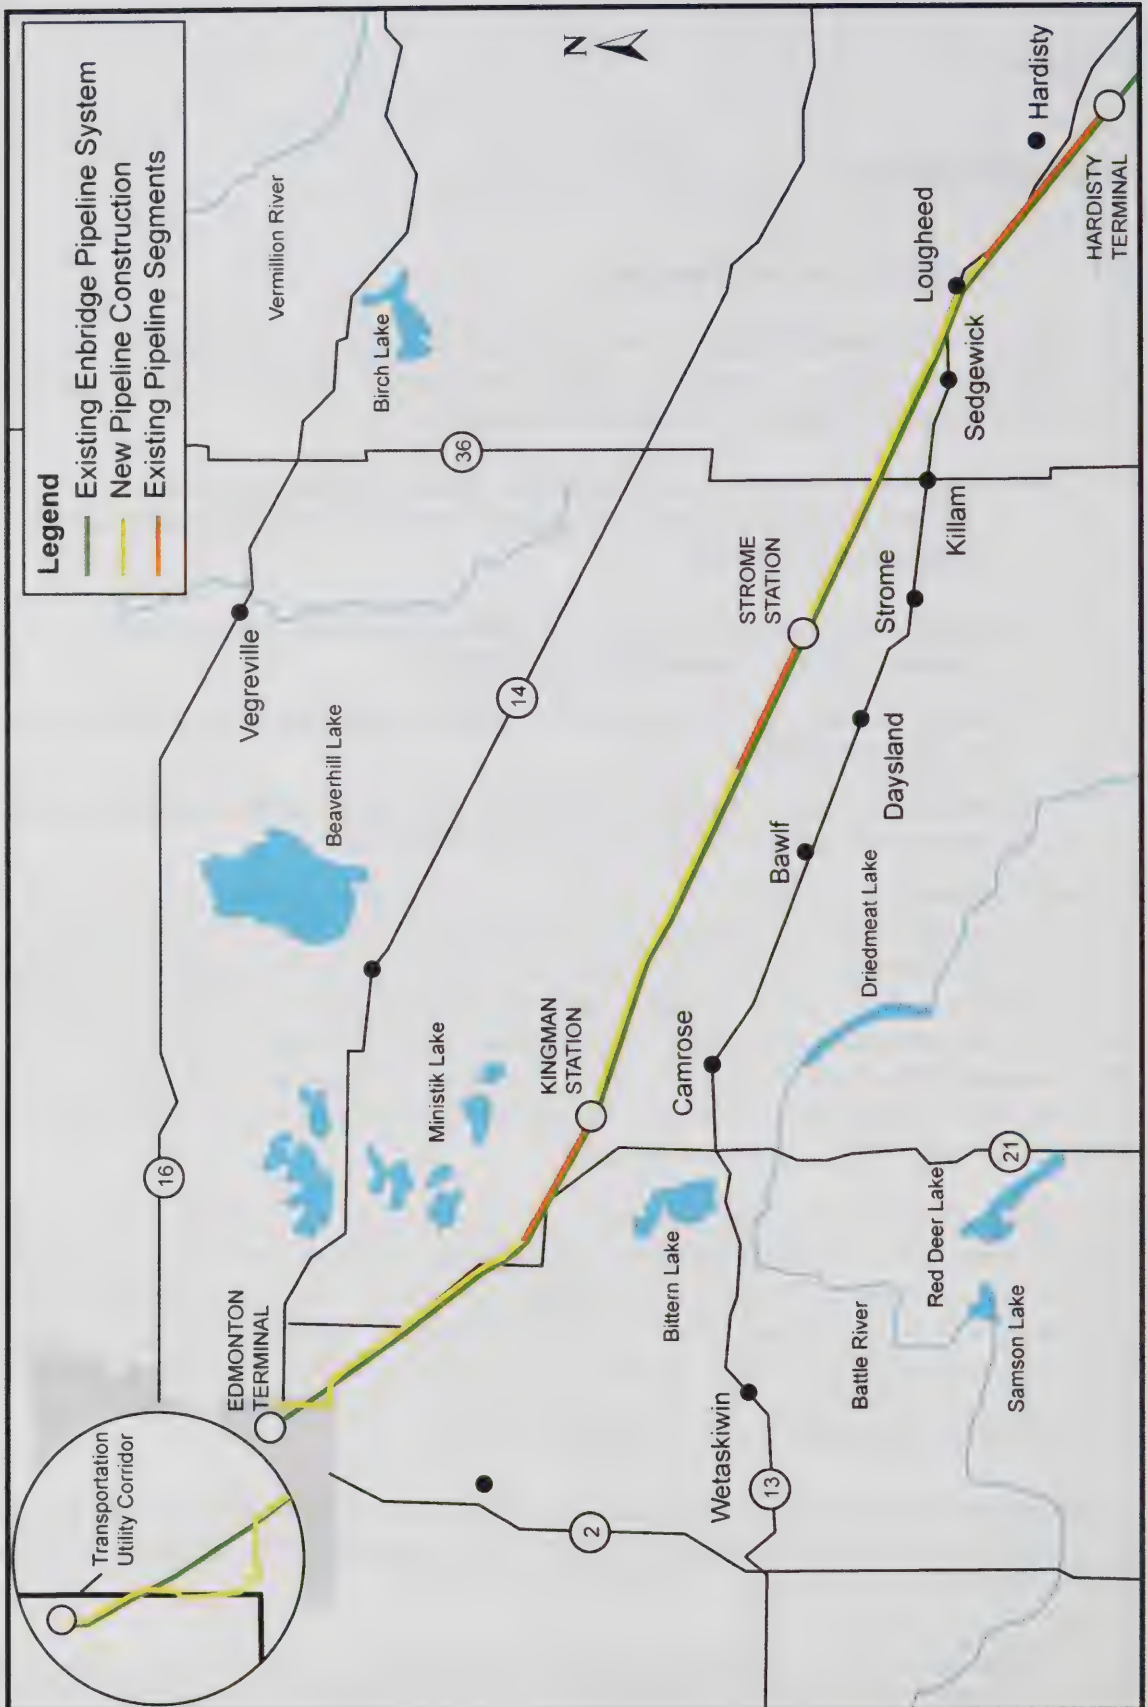 Legend
Existing Enbridge Pipeline System
New Pipeline Construction
Existing Pipeline Segments
N
Transportation
Utility Corridor
EDMONTON
TERMINAL
16
Vegreville
Beaverhill Lake
Vermillion River
Birch Lake
Ministik Lake
14
36
KINGMAN
STATION
STROME
STATION
2
Wetaskiwin
13
Bittern Lake
Camrose
Bawlf
Daysland
Strome
Killam
Sedgewick
Lougheed
Hardisty
HARDISTY
TERMINAL
Driedmeat Lake
Battle River
Red Deer Lake
Samson Lake
21